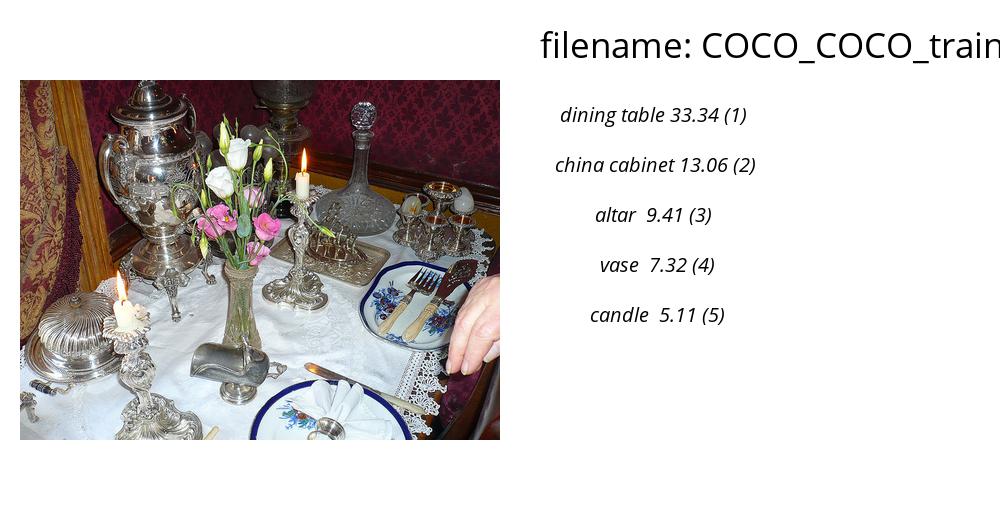 filename: COCO_COCO_train
dining table 33.34 (1)
china cabinet 13.06 (2)
altar 9.41 (3)
vase 7.32 (4)
candle 5.11 (5)